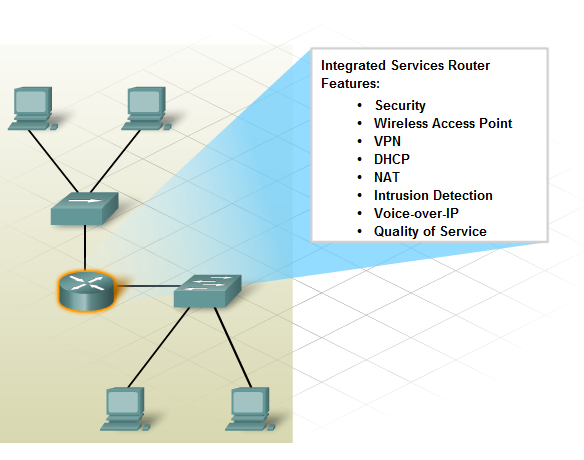 Integrated Services Router
Features:
• Security
• Wireless Access Point
• VPN
• DHCP
• NAT
• Intrusion Detection
• Voice-over-IP
• Quality of Service